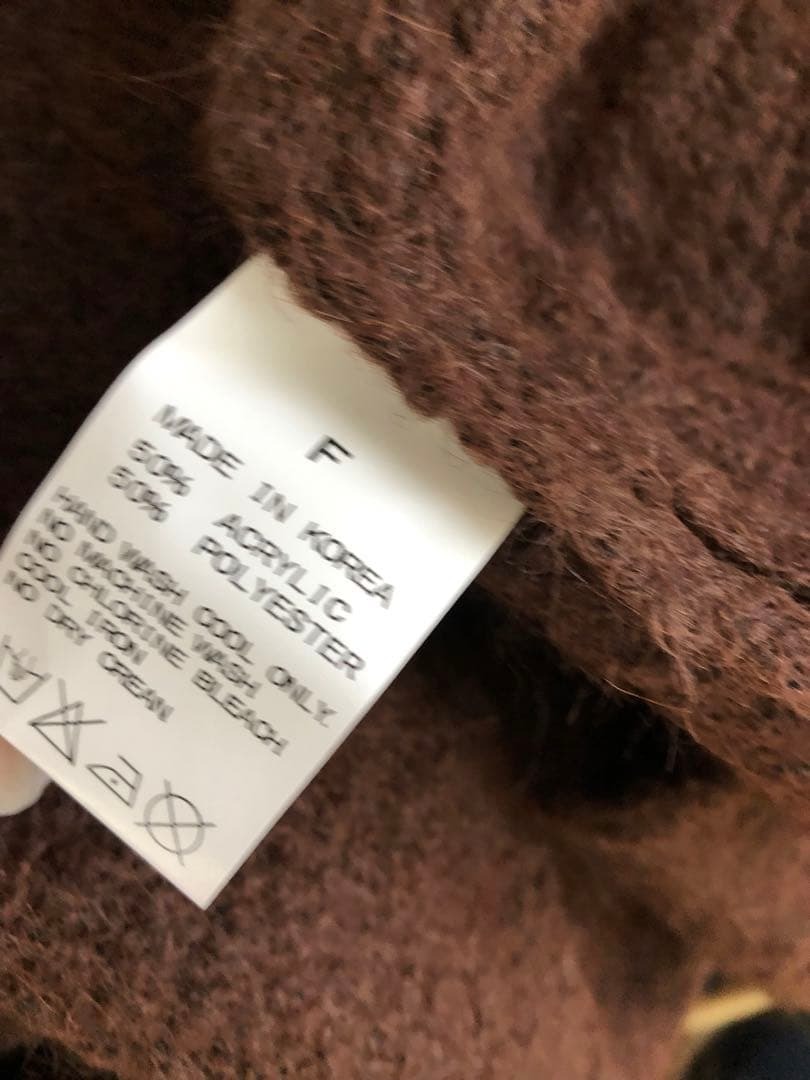 F
MADE IN KOREA
50% ACRYLIC
50% POLYESTER
HAND WASH COOL ONLY.
NO MACHINE WASH
NO CHLORINE BLEACH
COOL IRON
NO DRY CREAN